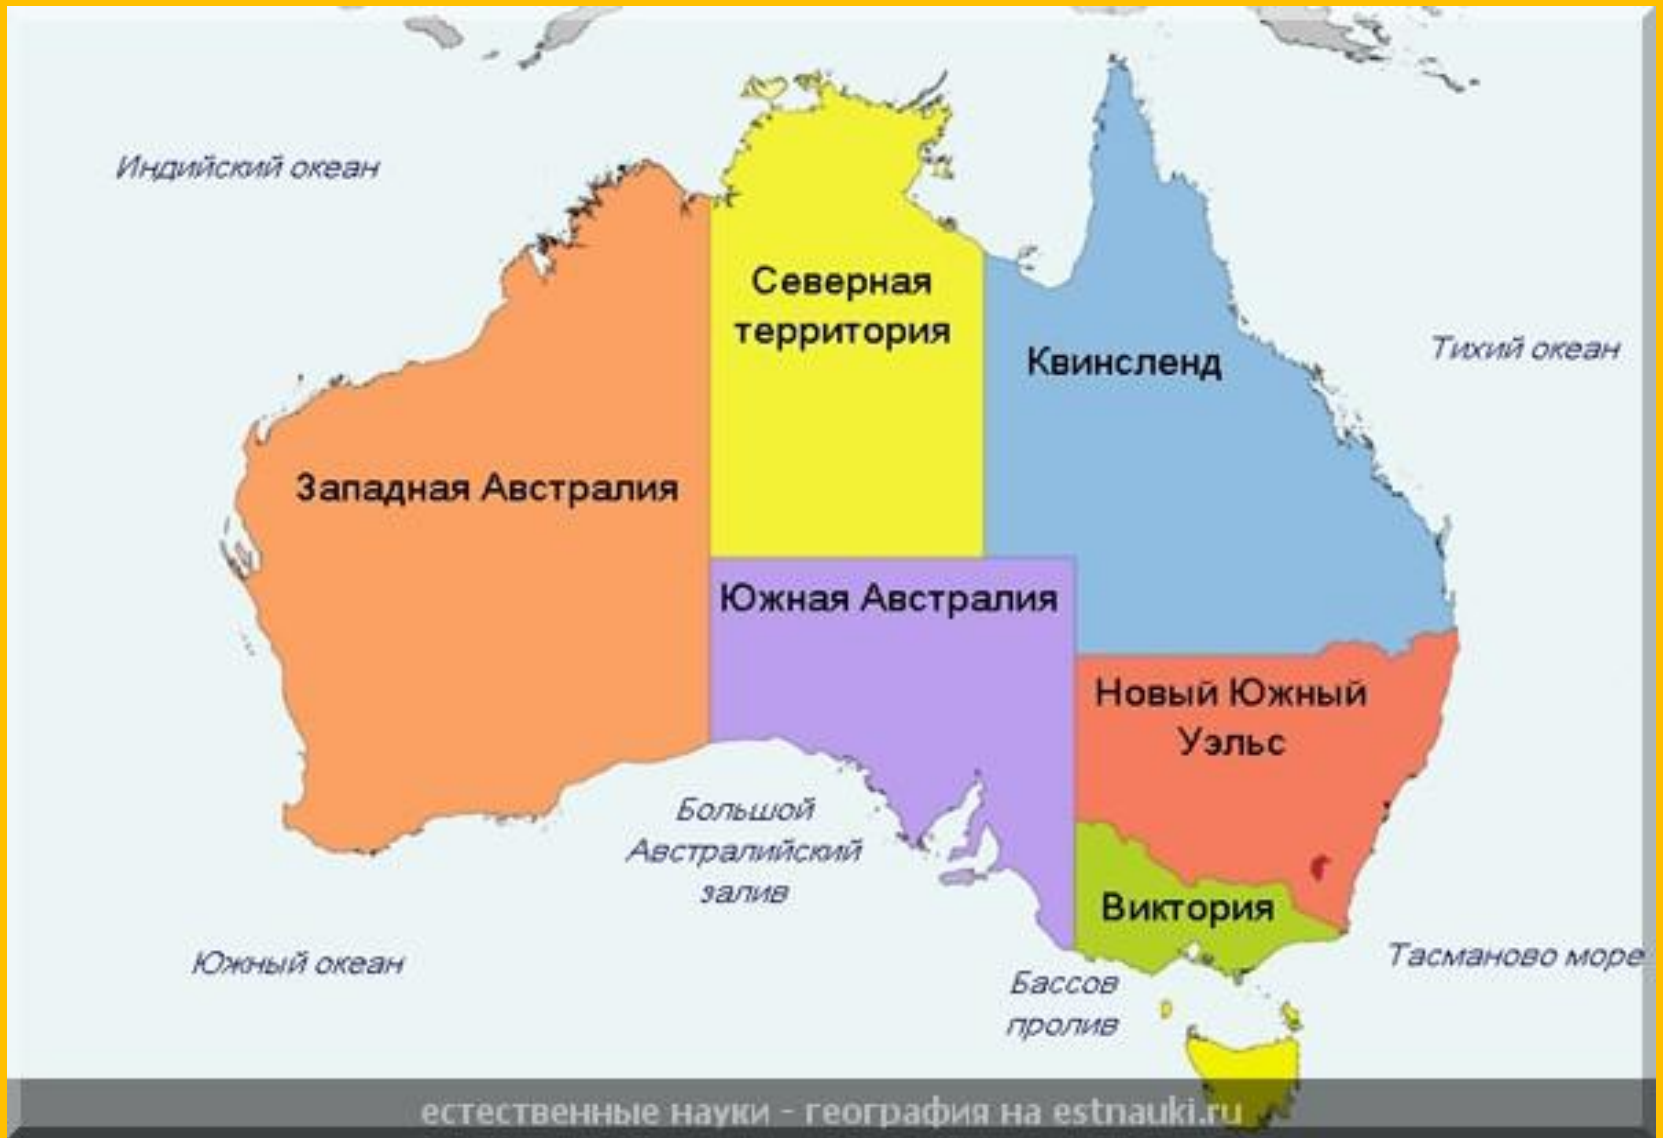 Индийский океан
Северная
территория
Тихий океан
Квинсленд
Западная Австралия
Южная Австралия
Новый Южный
Уэльс
Большой
Австралийский
залив
Виктория
Южный океан
Тасманово море
Бассов
пролив
естественные науки - география на estnauki.ru